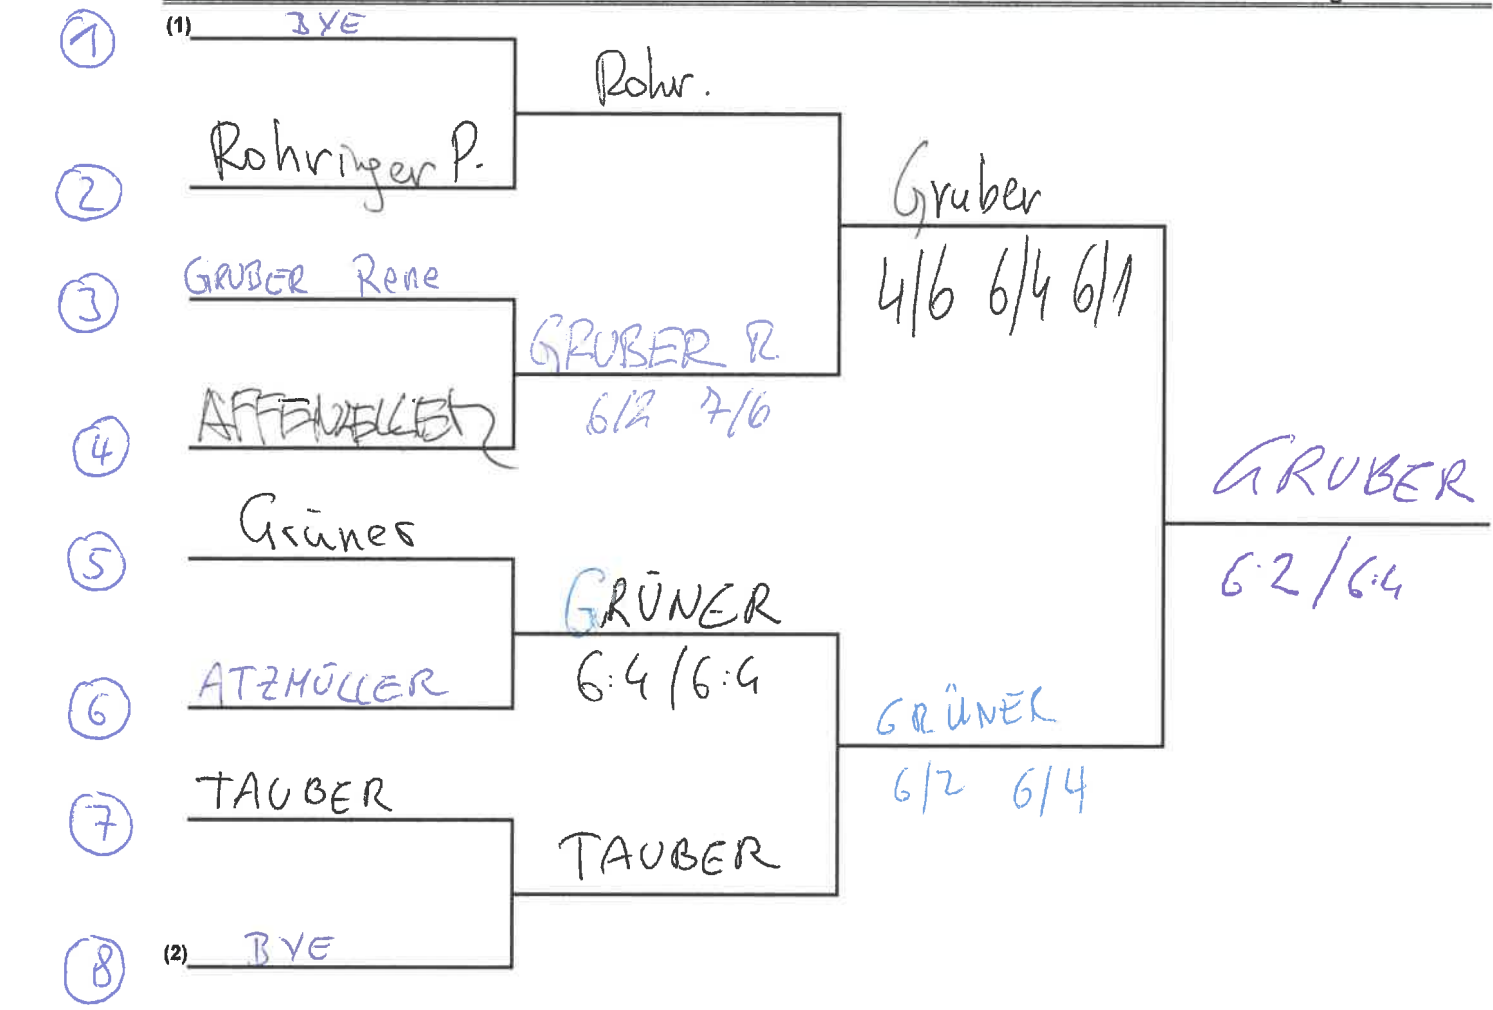 1 (1) BYE
Rohr.
2 Rohringer P.
Gruber
4/6 6/4 6/1
3 GRUBER Rene
GRUBER R.
6/2 7/6
4 AFFENZELLER
GRUBER
6:2 / 6:4
5 Grüner
GRÜNER
6:4 / 6:4
6 ATZMÜLLER
GRÜNER
6/2 6/4
7 TAUBER
TAUBER
8 (2) BYE